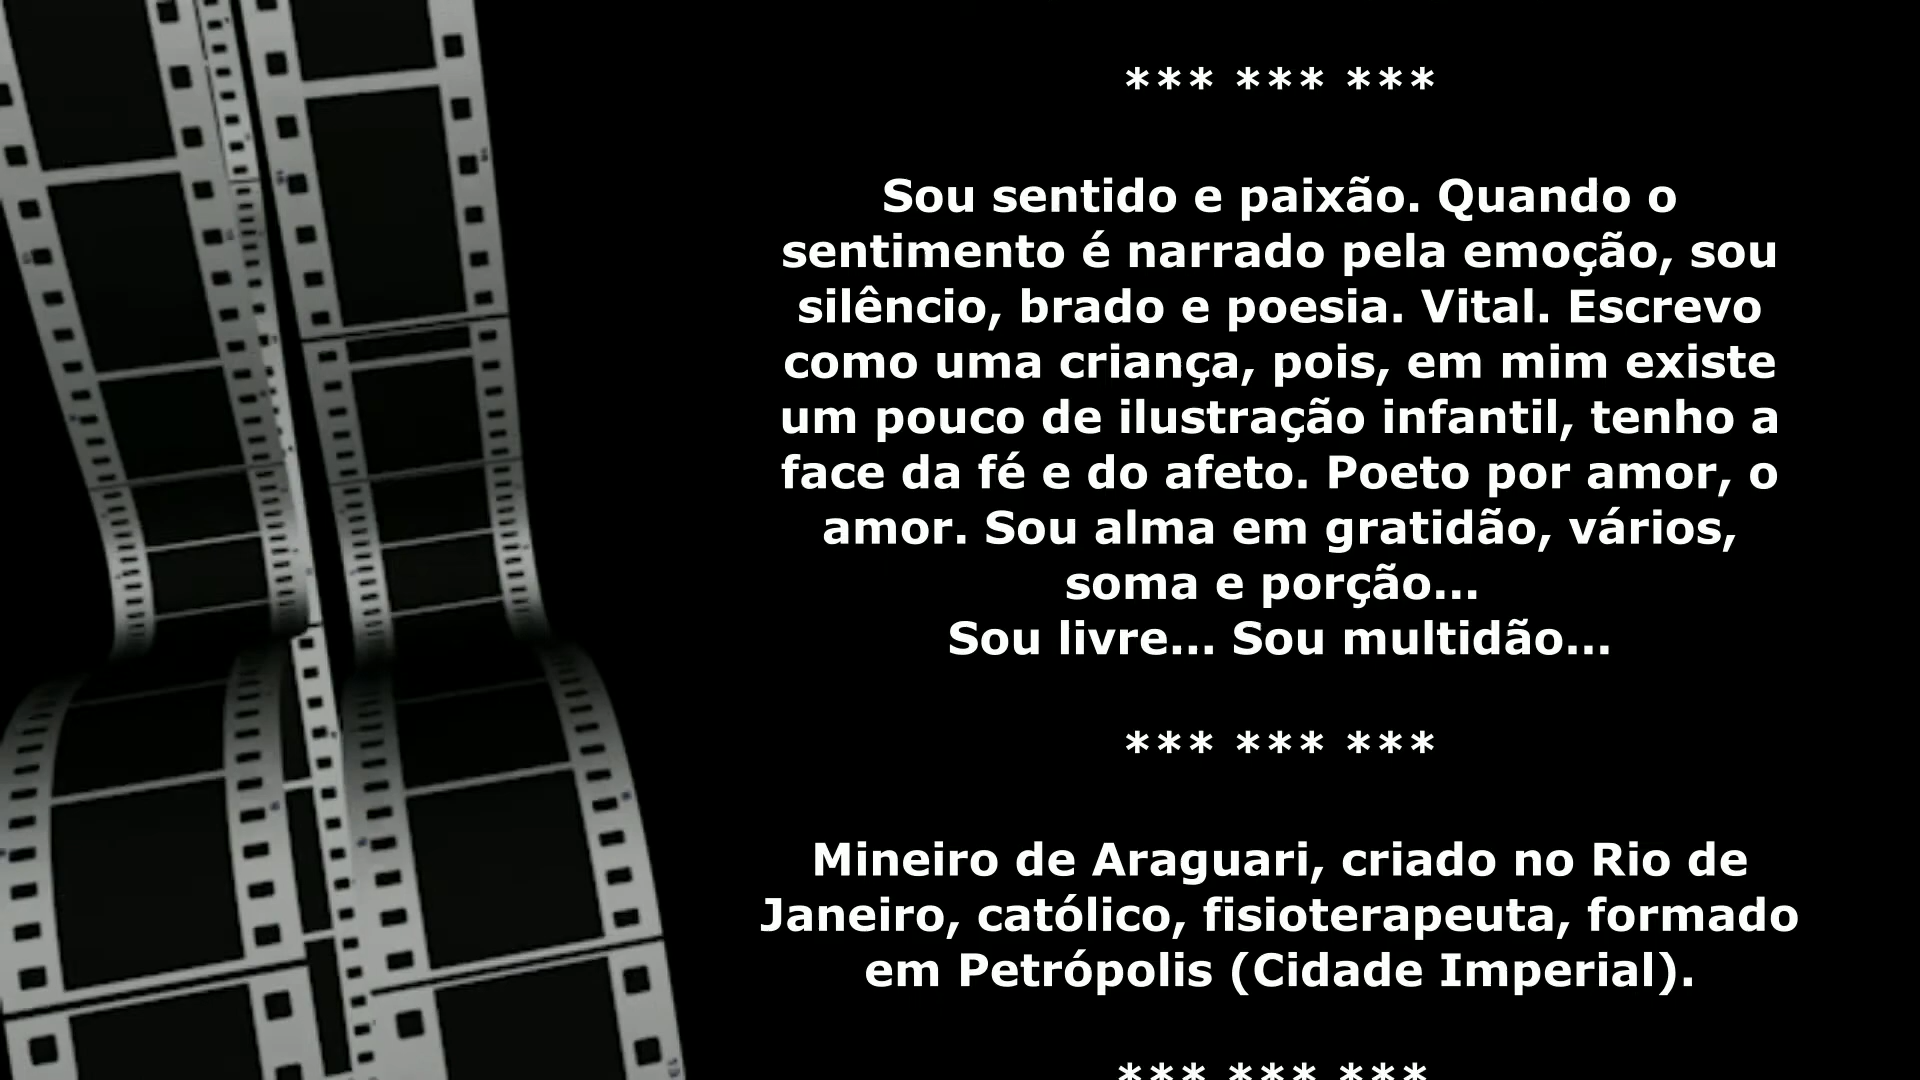 *** *** ***
Sou sentido e paixão. Quando o
sentimento é narrado pela emoção, sou
silêncio, brado e poesia. Vital. Escrevo
como uma criança, pois, em mim existe
um pouco de ilustração infantil, tenho a
face da fé e do afeto. Poeto por amor, o
amor. Sou alma em gratidão, vários,
soma e porção...
Sou livre... Sou multidão...
*** *** ***
Mineiro de Araguari, criado no Rio de
Janeiro, católico, fisioterapeuta, formado
em Petrópolis (Cidade Imperial).
*** *** ***